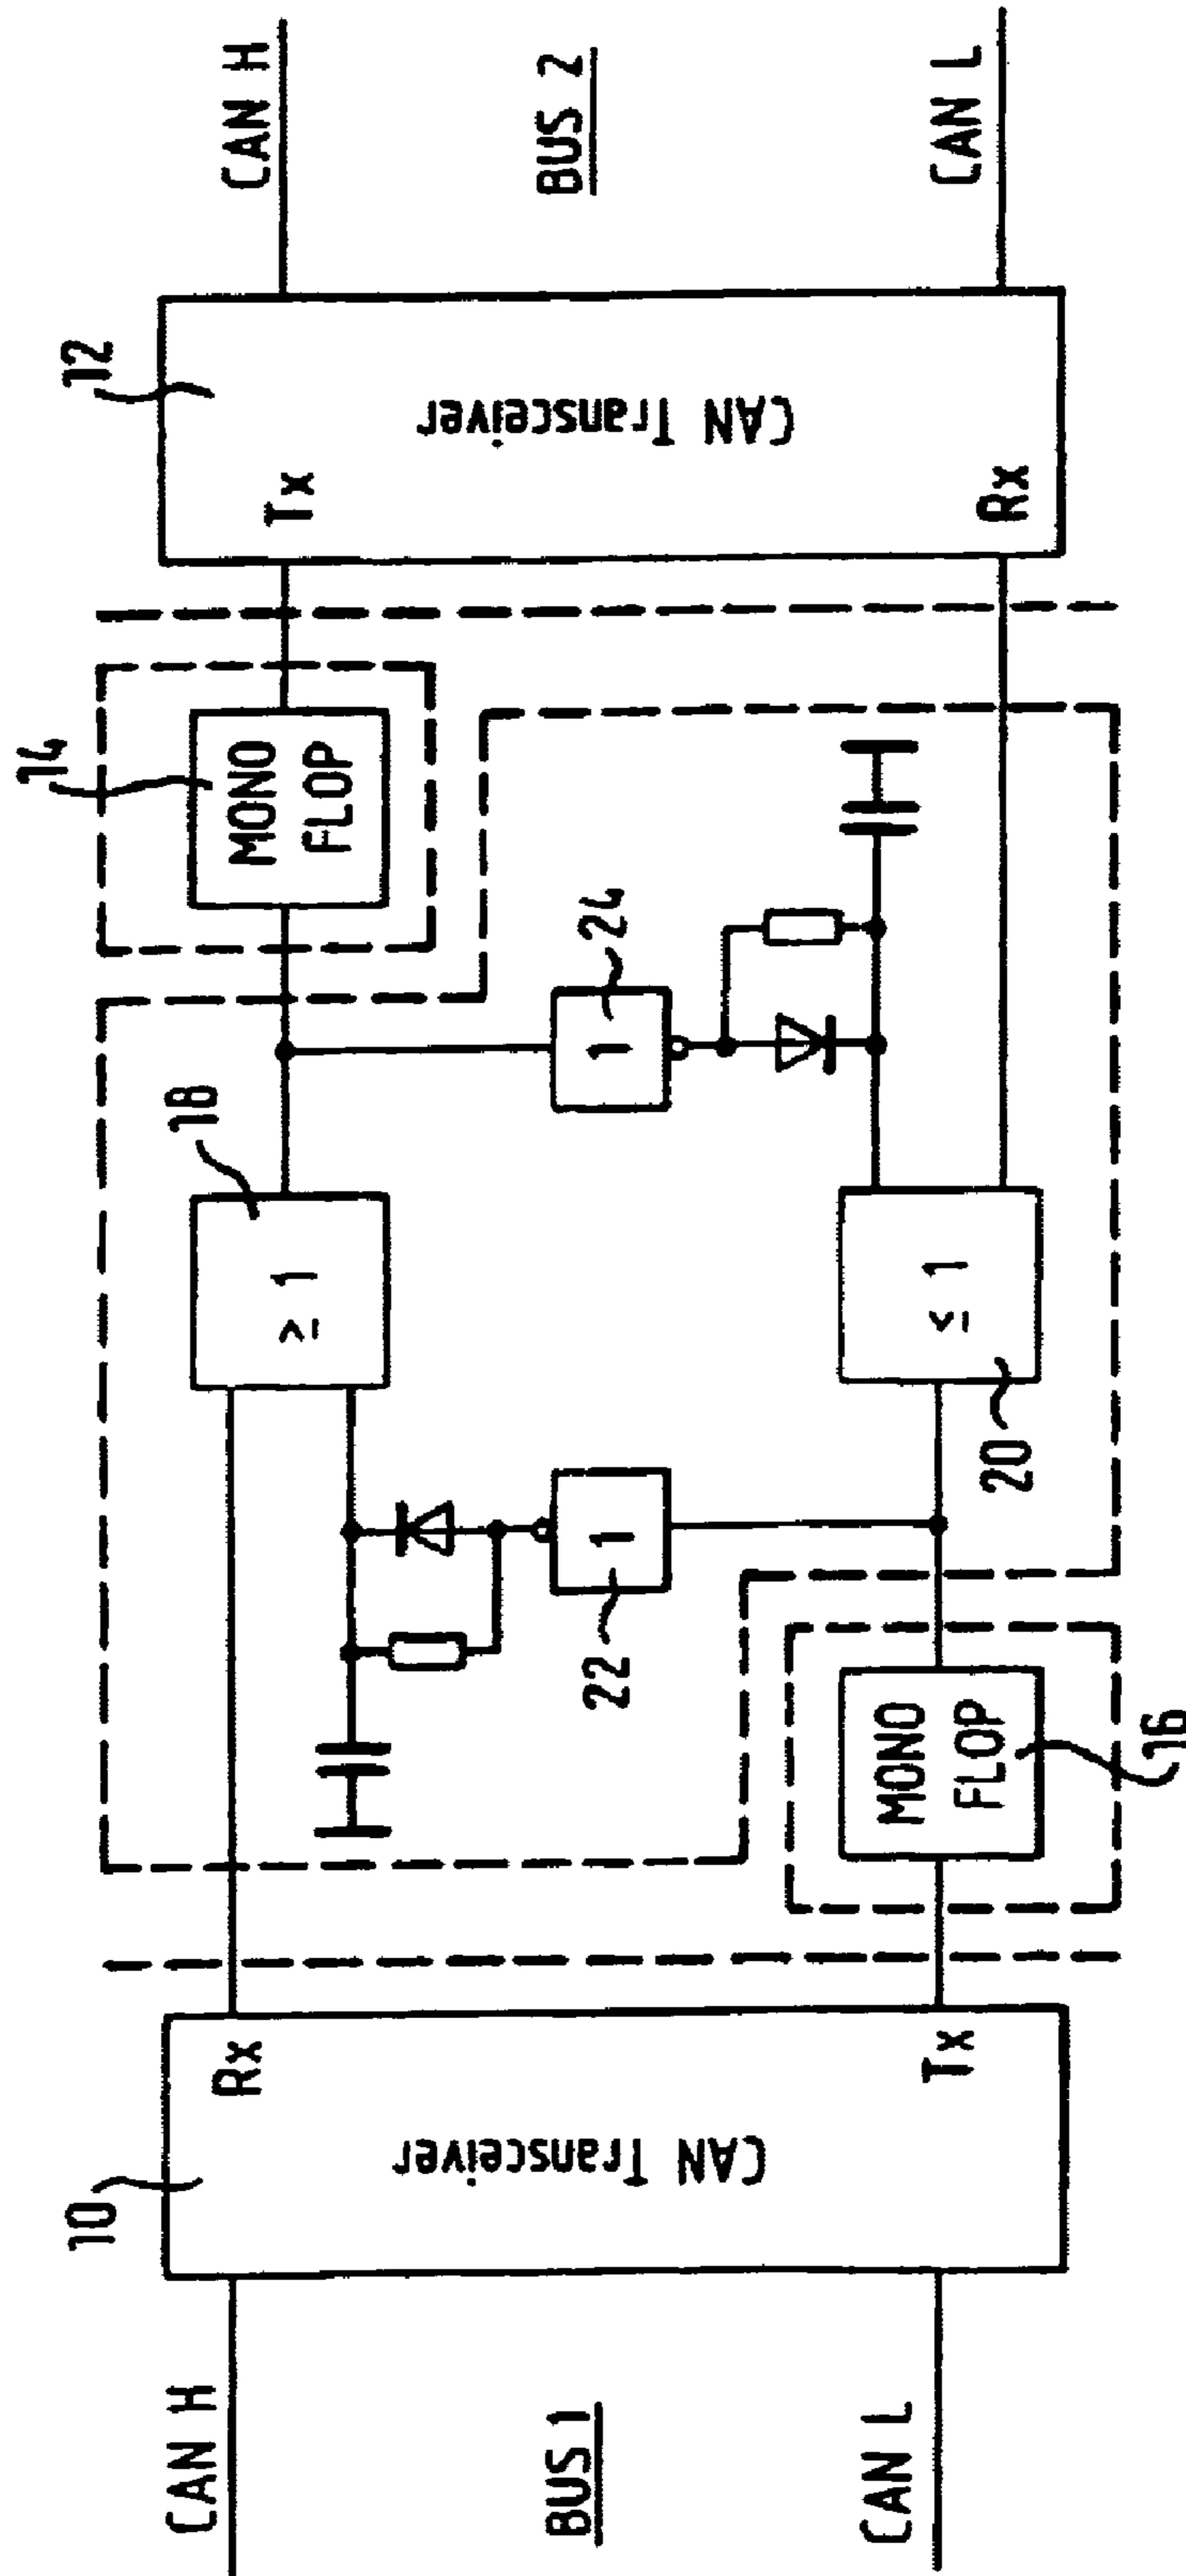 CAN H
BUS 1
CAN L
10
CAN Transceiver
Rx
Tx
MONO
FLOP
16
22
1
≥ 1
18
≤ 1
20
1
24
MONO
FLOP
14
12
CAN Transceiver
Tx
Rx
CAN H
BUS 2
CAN L